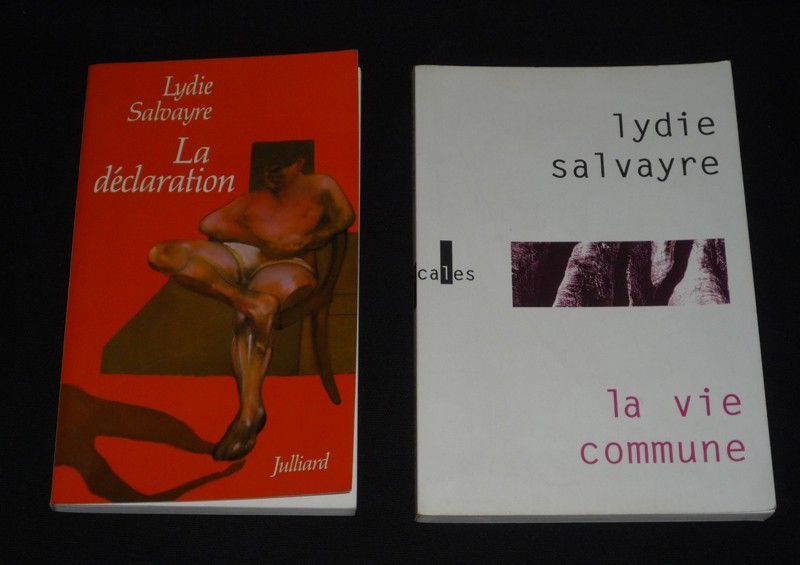 Lydie
Salvayre
La
déclaration
Julliard
lydie
salvayre
cales
la vie
commune